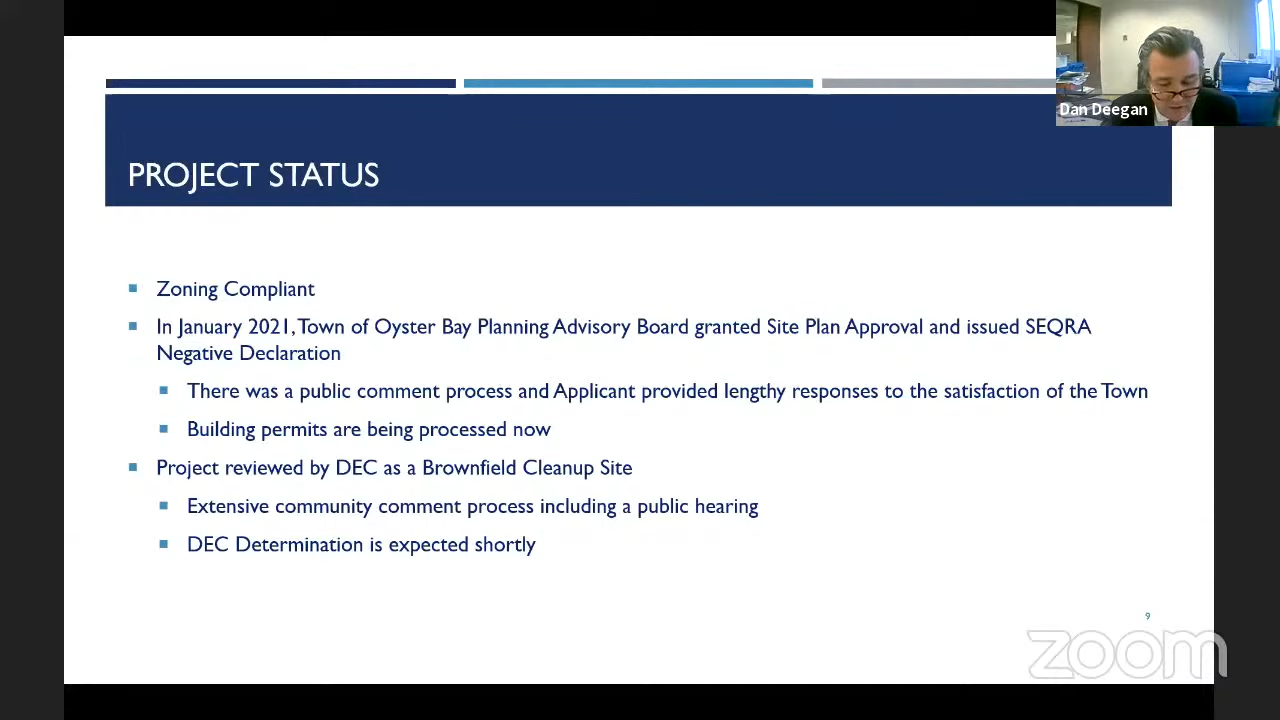 Dan Deegan
PROJECT STATUS
Zoning Compliant
In January 2021, Town of Oyster Bay Planning Advisory Board granted Site Plan Approval and issued SEQRA
Negative Declaration
There was a public comment process and Applicant provided lengthy responses to the satisfaction of the Town
Building permits are being processed now
Project reviewed by DEC as a Brownfield Cleanup Site
Extensive community comment process including a public hearing
DEC Determination is expected shortly
9
zoom